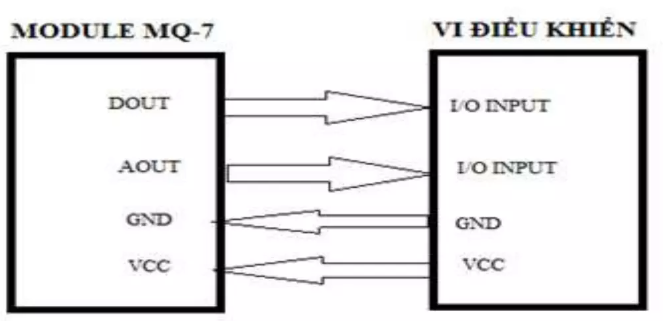 MODULE MQ-7
VI ĐIỀU KHIỂN
DOUT
I/O INPUT
AOUT
I/O INPUT
GND
GND
VCC
VCC